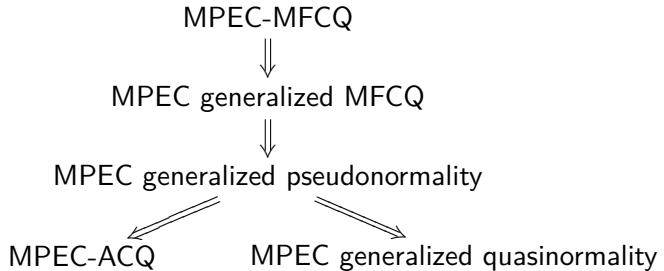 MPEC-MFCQ
MPEC generalized MFCQ
MPEC generalized pseudonormality
MPEC-ACQ
MPEC generalized quasinormality